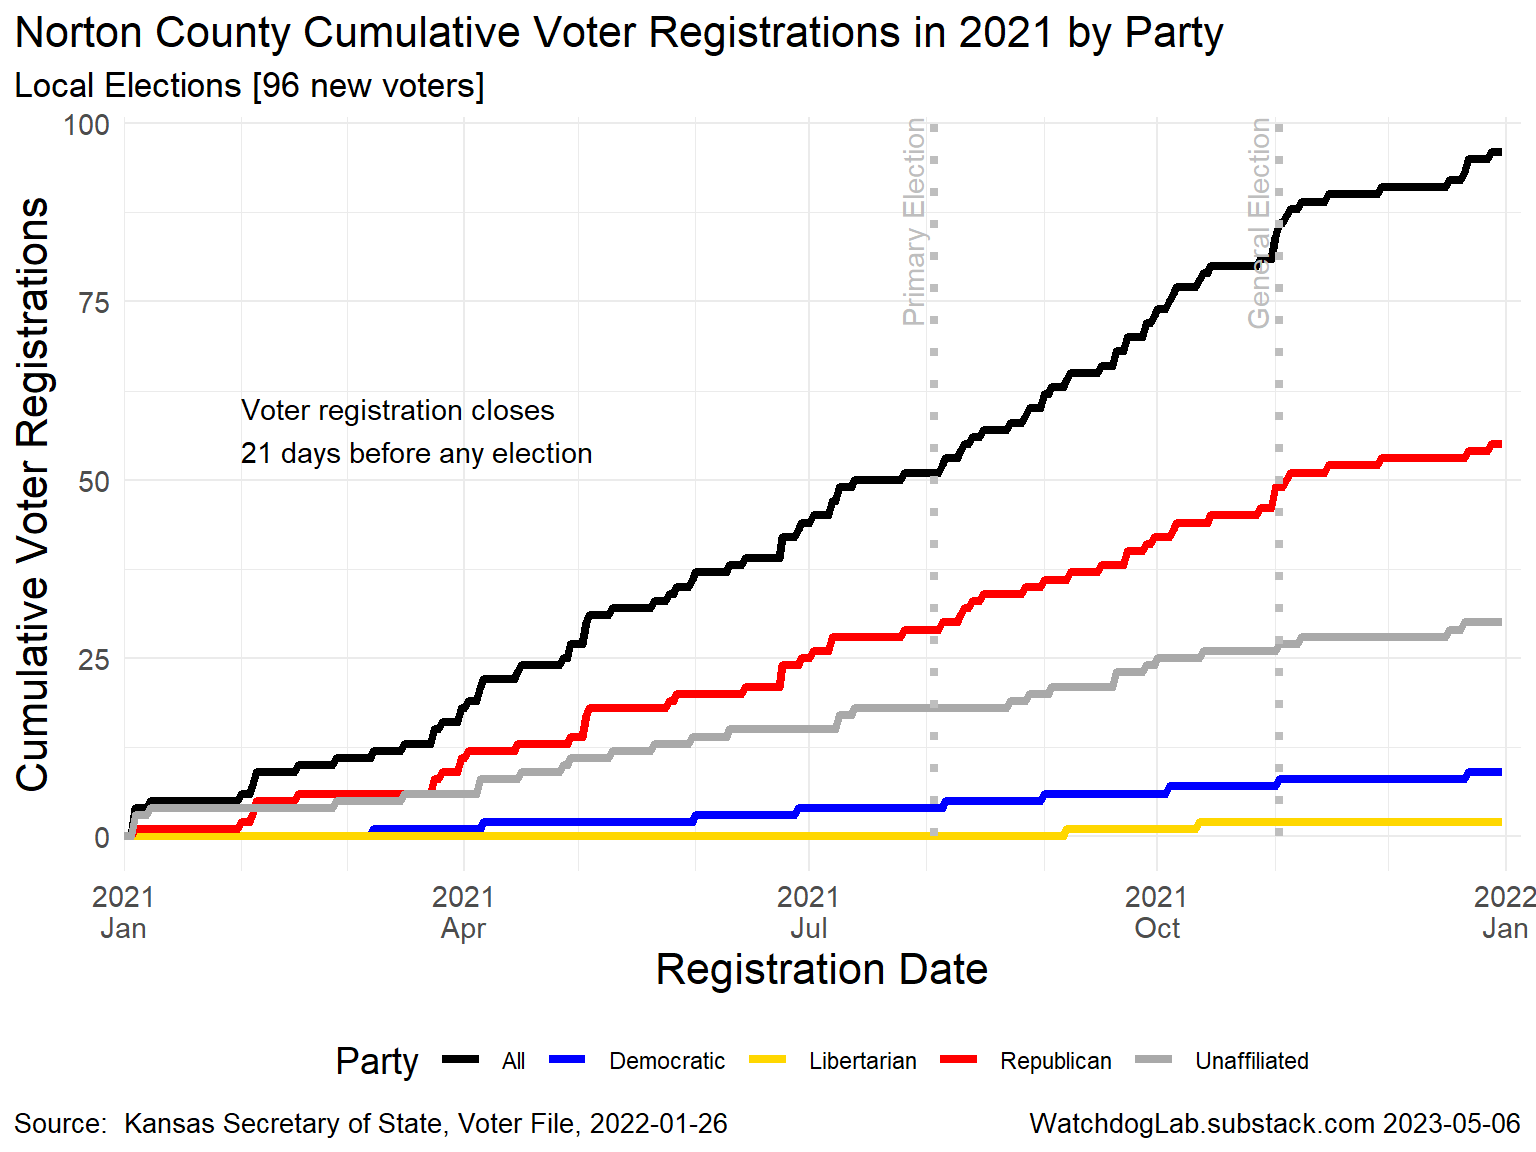 Norton County Cumulative Voter Registrations in 2021 by Party
Local Elections [96 new voters]
Cumulative Voter Registrations
100
75
50
25
0
Primary Election
General Election
Voter registration closes
21 days before any election
2021
Jan
2021
Apr
2021
Jul
2021
Oct
2022
Jan
Registration Date
Party
All
Democratic
Libertarian
Republican
Unaffiliated
Source:  Kansas Secretary of State, Voter File, 2022-01-26
WatchdogLab.substack.com 2023-05-06